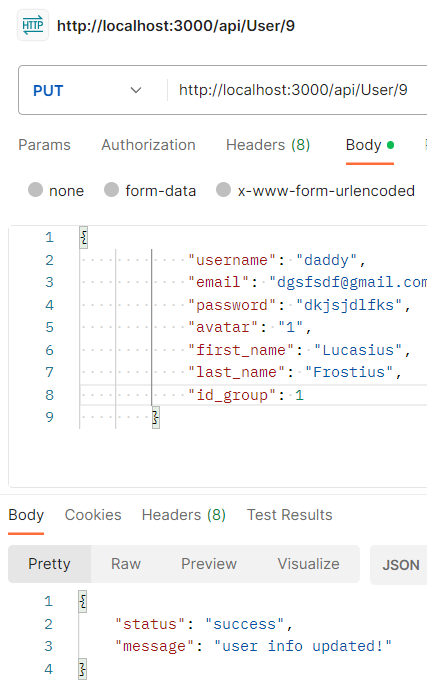 HTTP http://localhost:3000/api/User/9
PUT http://localhost:3000/api/User/9
Params Authorization Headers (8) Body
none form-data x-www-form-urlencoded
1 {
2 "username": "daddy",
3 "email": "dgsfsdf@gmail.com
4 "password": "dkjsjdlfks",
5 "avatar": "1",
6 "first_name": "Lucasius",
7 "last_name": "Frostius",
8 "id_group": 1
9 }
Body Cookies Headers (8) Test Results
Pretty Raw Preview Visualize JSON
1 {
2 "status": "success",
3 "message": "user info updated!"
4 }